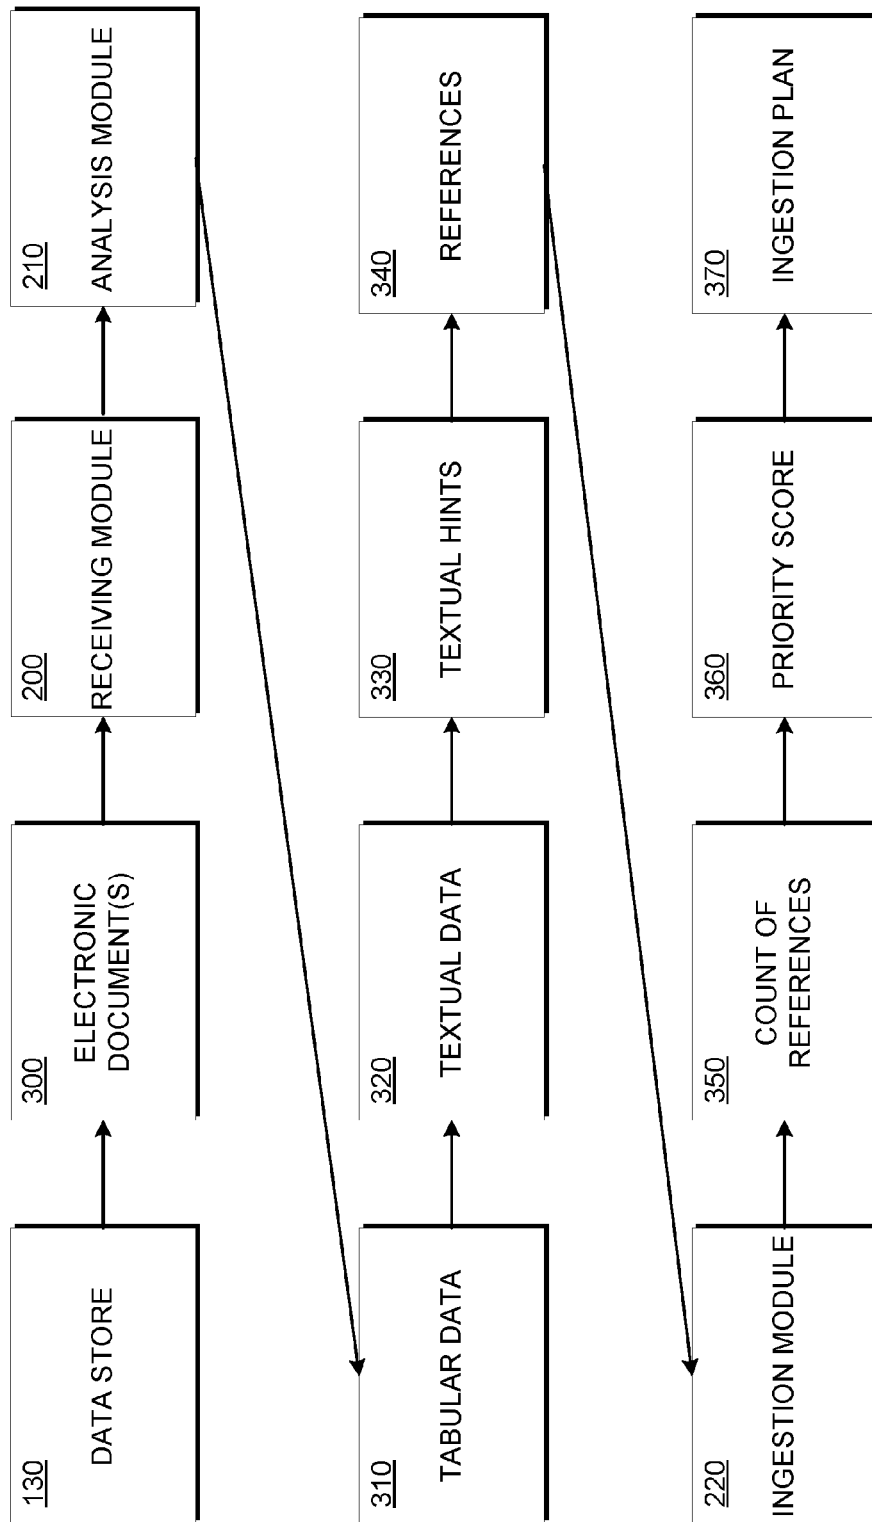 130
DATA STORE
300
ELECTRONIC
DOCUMENT(S)
200
RECEIVING MODULE
210
ANALYSIS MODULE
310
TABULAR DATA
320
TEXTUAL DATA
330
TEXTUAL HINTS
340
REFERENCES
220
INGESTION MODULE
350
COUNT OF
REFERENCES
360
PRIORITY SCORE
370
INGESTION PLAN